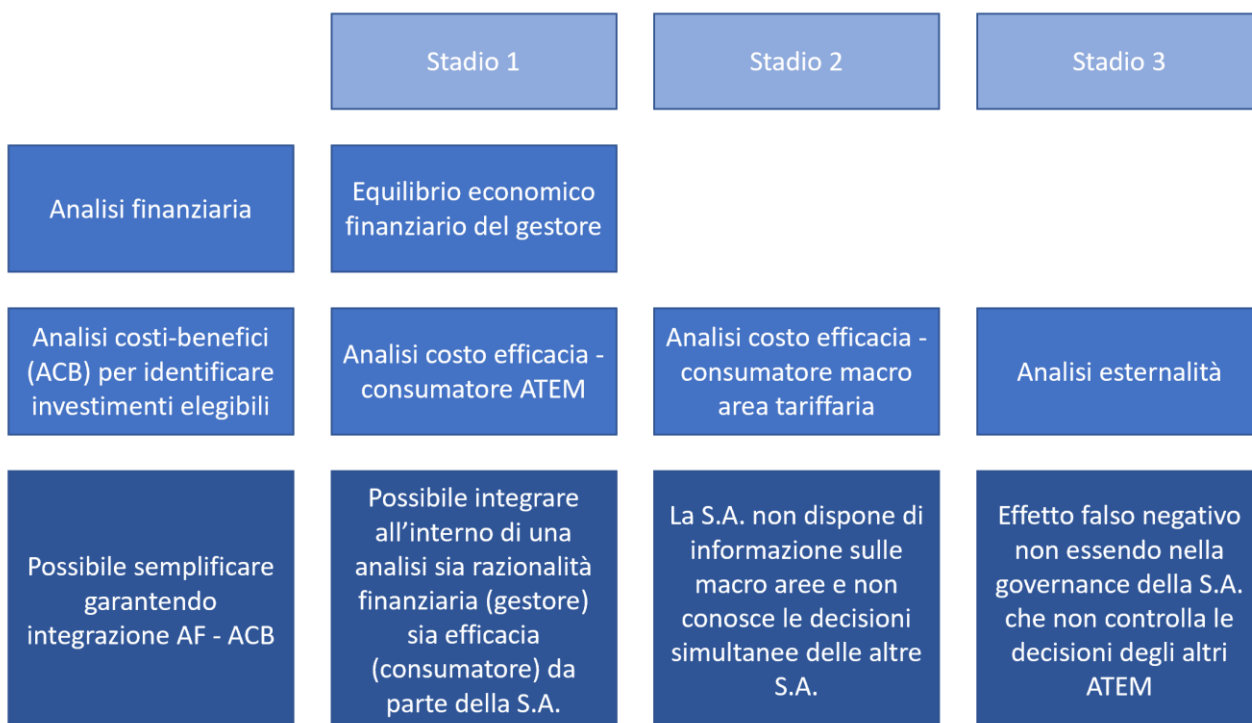 Stadio 1
Stadio 2
Stadio 3
Analisi finanziaria
Equilibrio economico
finanziario del gestore
Analisi costi-benefici
(ACB) per identificare
investimenti elegibili
Analisi costo efficacia -
consumatore ATEM
Analisi costo efficacia -
consumatore macro
area tariffaria
Analisi esternalità
Possibile semplificare
garantendo
integrazione AF - ACB
Possibile integrare
all’interno di una
analisi sia razionalità
finanziaria (gestore)
sia efficacia
(consumatore) da
parte della S.A.
La S.A. non dispone di
informazione sulle
macro aree e non
conosce le decisioni
simultanee delle altre
S.A.
Effetto falso negativo
non essendo nella
governance della S.A.
che non controlla le
decisioni degli altri
ATEM